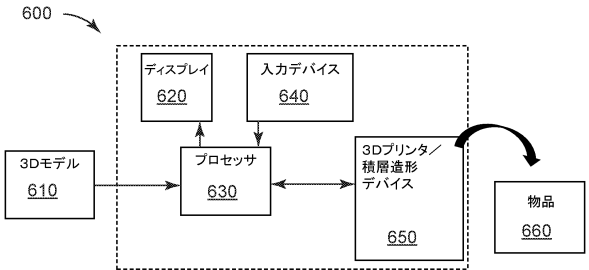 600
ディスプレイ
620
入力デバイス
640
3Dモデル
610
プロセッサ
630
3Dプリンタ/
積層造形
デバイス
650
物品
660